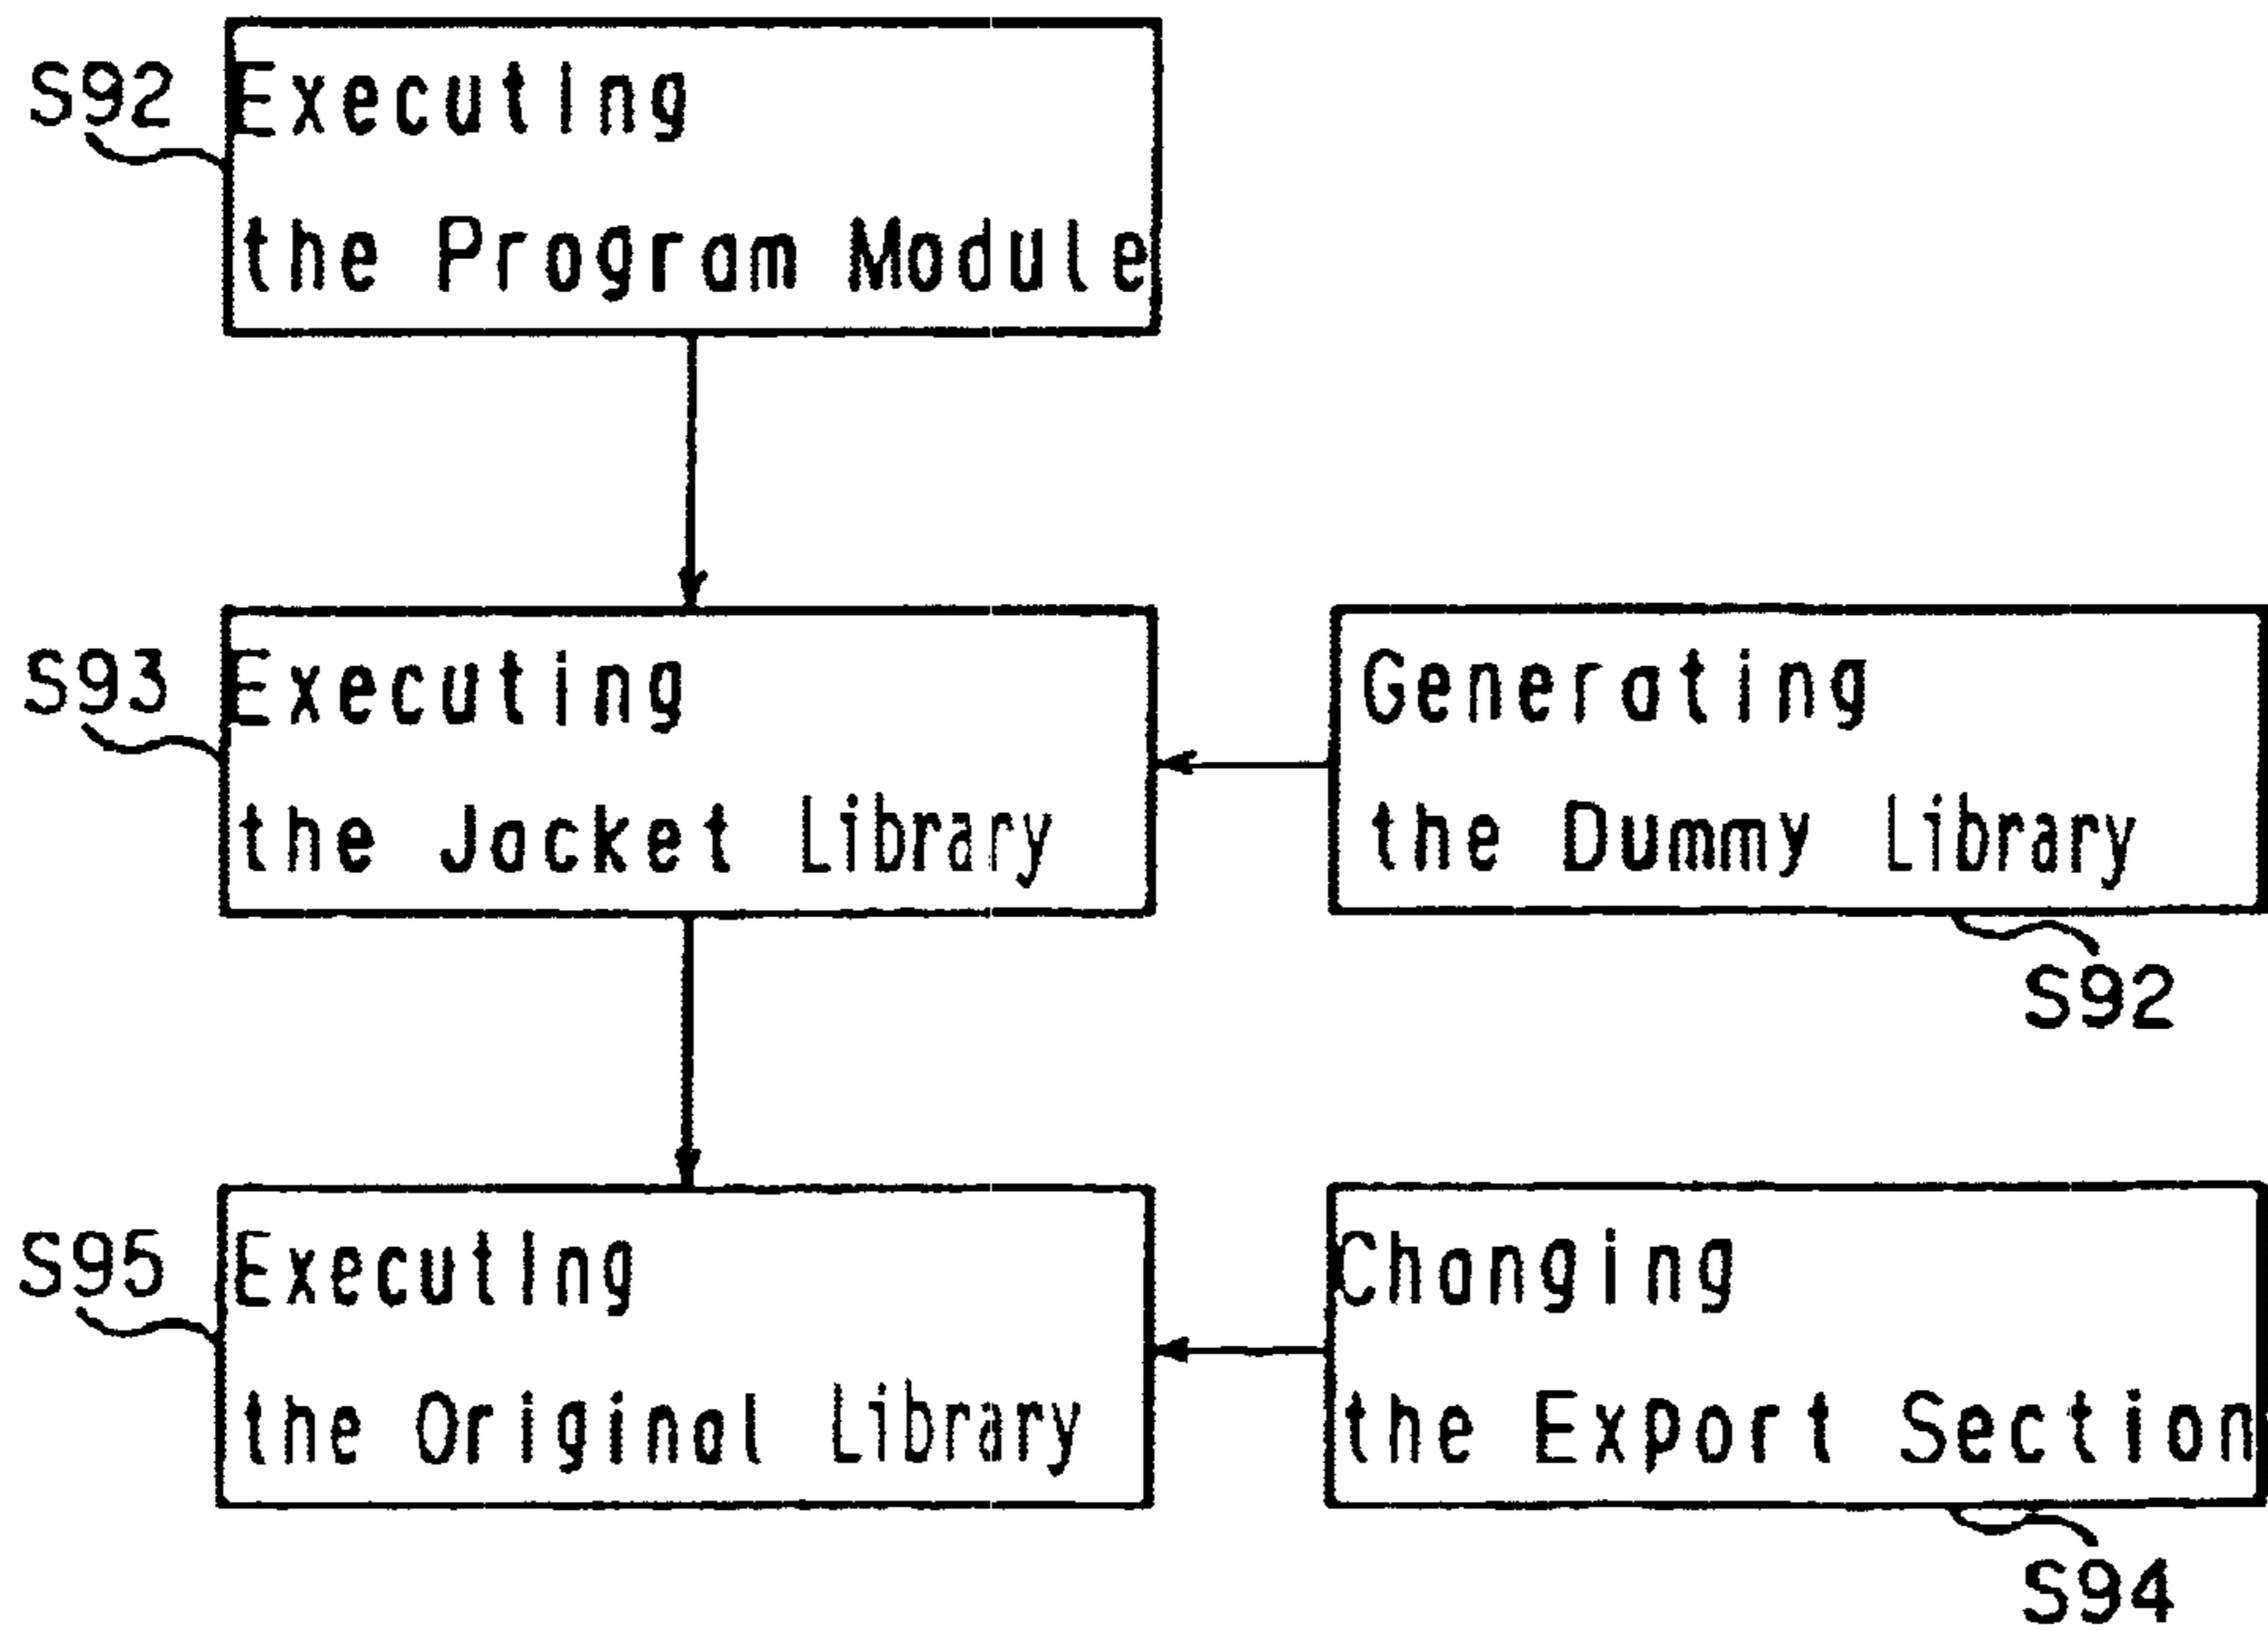 S92
Executing
the Program Module
S93
Executing
the Jacket Library
Generating
the Dummy Library
S92
S95
Executing
the Original Library
Changing
the Export Section
S94